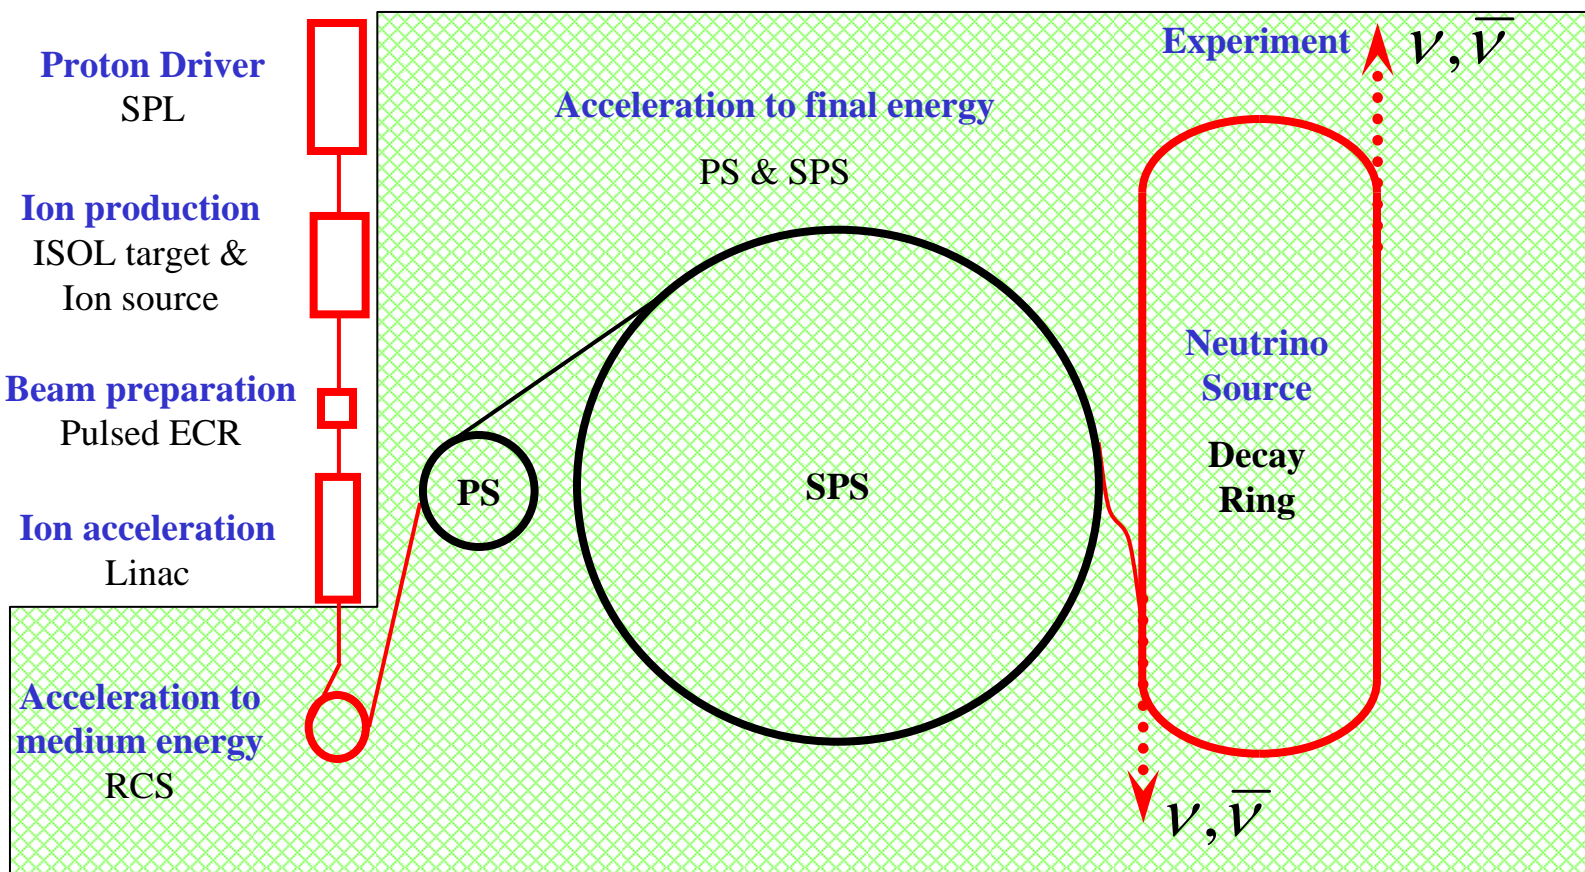 Proton Driver
SPL
Ion production
ISOL target &
Ion source
Beam preparation
Pulsed ECR
Ion acceleration
Linac
Acceleration to
medium energy
RCS
Acceleration to final energy
PS & SPS
PS
SPS
Experiment
ν, ν̅
Neutrino
Source
Decay
Ring
ν, ν̅